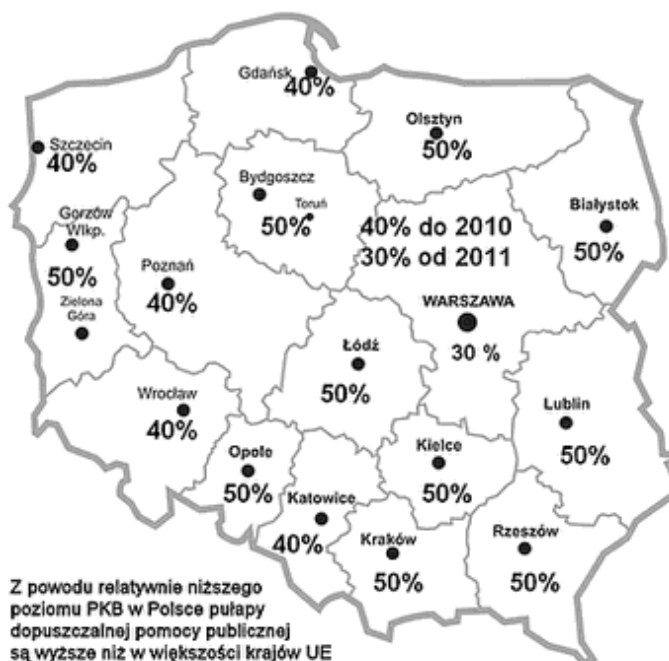 Gdańsk
40%
Olsztyn
50%
Szczecin
40%
Bydgoszcz
Toruń
50%
40% do 2010
30% od 2011
Białystok
50%
Gorzów
Wlkp.
50%
Zielona
Góra
Poznań
40%
WARSZAWA
30 %
Łódź
50%
Wrocław
40%
Lublin
50%
Opole
50%
Kielce
50%
Katowice
40%
Kraków
50%
Rzeszów
50%
Z powodu relatywnie niższego
poziomu PKB w Polsce pułapy
dopuszczalnej pomocy publicznej
są wyższe niż w większości krajów UE